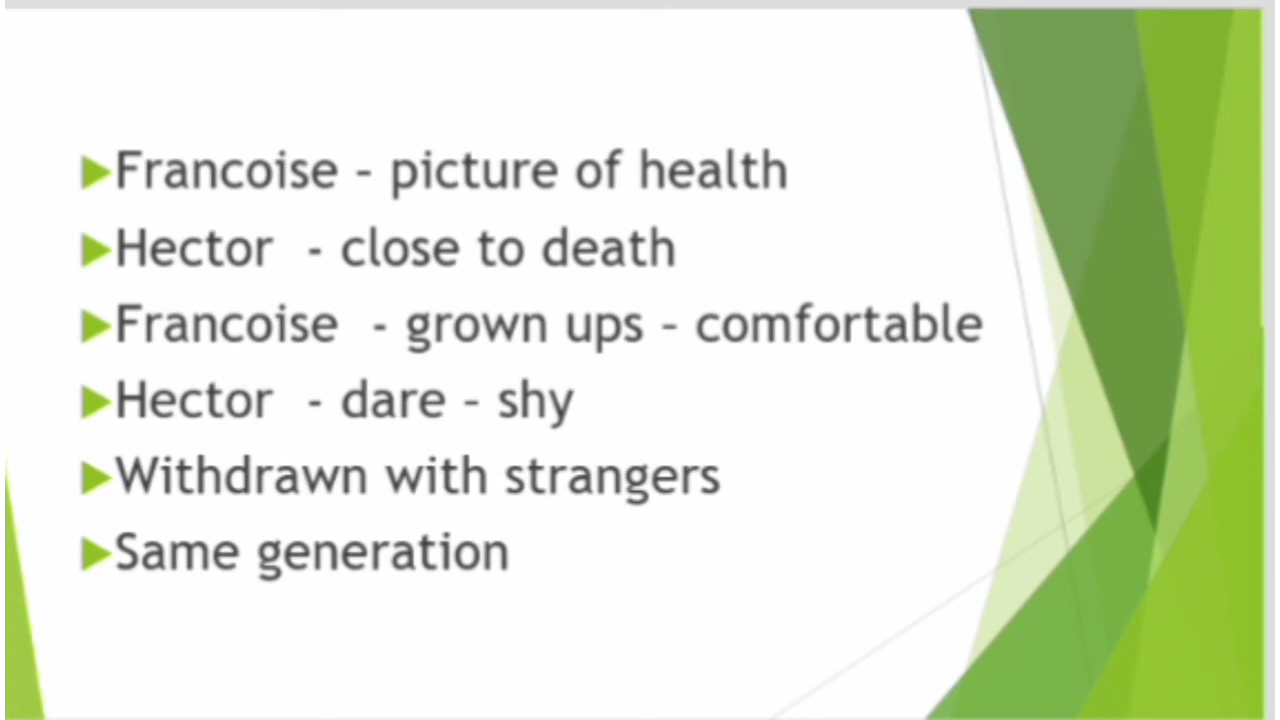 Francoise – picture of health
Hector - close to death
Francoise - grown ups – comfortable
Hector - dare – shy
Withdrawn with strangers
Same generation